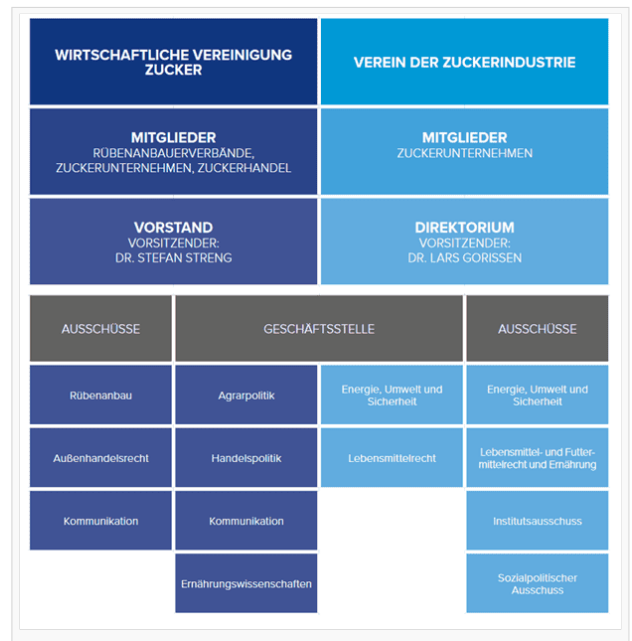 WIRTSCHAFTLICHE VEREINIGUNG
ZUCKER
VEREIN DER ZUCKERINDUSTRIE
MITGLIEDER
RÜBENANBAUERVERBÄNDE,
ZUCKERUNTERNEHMEN, ZUCKERHANDEL
MITGLIEDER
ZUCKERUNTERNEHMEN
VORSTAND
VORSITZENDER:
DR. STEFAN STRENG
DIREKTORIUM
VORSITZENDER:
DR. LARS GORISSEN
AUSSCHÜSSE
GESCHÄFTSSTELLE
AUSSCHÜSSE
Rübenanbau
Agrarpolitik
Energie, Umwelt und
Sicherheit
Energie, Umwelt und
Sicherheit
Außenhandelsrecht
Handelspolitik
Lebensmittelrecht
Lebensmittel- und Futter-
mittelrecht und Ernährung
Kommunikation
Kommunikation
Institutsausschuss
Ernährungswissenschaften
Sozialpolitischer
Ausschuss